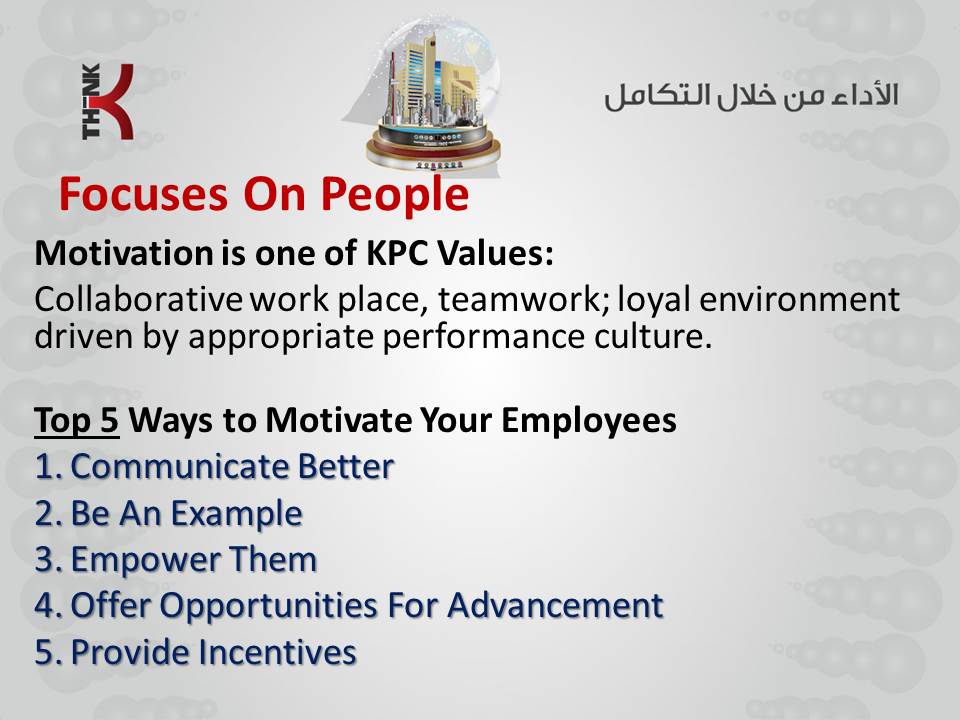 THINK
K
الأداء من خلال التكامل
Focuses On People
Motivation is one of KPC Values:
Collaborative work place, teamwork; loyal environment
driven by appropriate performance culture.
Top 5 Ways to Motivate Your Employees
1. Communicate Better
2. Be An Example
3. Empower Them
4. Offer Opportunities For Advancement
5. Provide Incentives